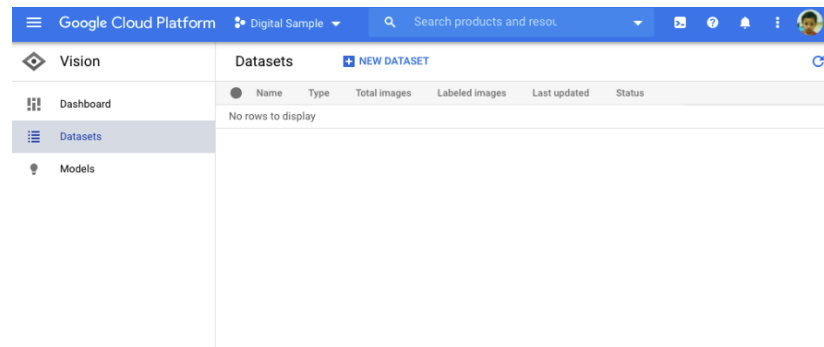 Google Cloud Platform Digital Sample Search products and resou
Vision Datasets NEW DATASET
Dashboard
Datasets
Models
Name Type Total images Labeled images Last updated Status
No rows to display